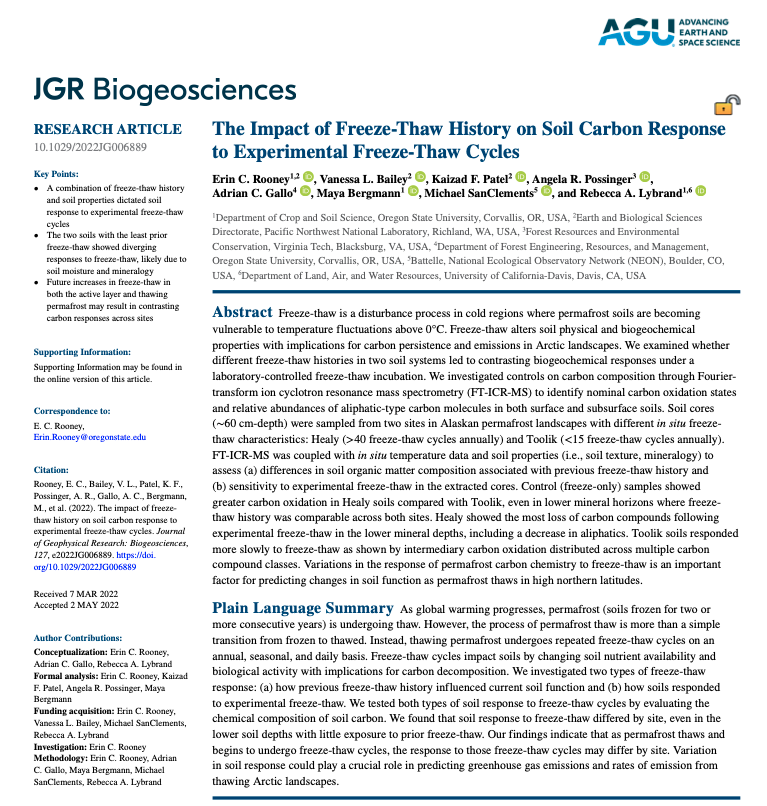 AGU ADVANCING
EARTH AND
SPACE SCIENCE
JGR Biogeosciences
RESEARCH ARTICLE
10.1029/2022JG006889
Key Points:
• A combination of freeze-thaw history
and soil properties dictated soil
response to experimental freeze-thaw
cycles
• The two soils with the least prior
freeze-thaw showed diverging
responses to freeze-thaw, likely due to
soil moisture and mineralogy
• Future increases in freeze-thaw in
both the active layer and thawing
permafrost may result in contrasting
carbon responses across sites
Supporting Information:
Supporting Information may be found in
the online version of this article.
Correspondence to:
E. C. Rooney,
Erin.Rooney@oregonstate.edu
Citation:
Rooney, E. C., Bailey, V. L., Patel, K. F.,
Possinger, A. R., Gallo, A. C., Bergmann,
M., et al. (2022). The impact of freeze-
thaw history on soil carbon response to
experimental freeze-thaw cycles. Journal
of Geophysical Research: Biogeosciences,
127, e2022JG006889. https://doi.
org/10.1029/2022JG006889
Received 7 MAR 2022
Accepted 2 MAY 2022
Author Contributions:
Conceptualization: Erin C. Rooney,
Adrian C. Gallo, Rebecca A. Lybrand
Formal analysis: Erin C. Rooney, Kaizad
F. Patel, Angela R. Possinger, Maya
Bergmann
Funding acquisition: Erin C. Rooney,
Vanessa L. Bailey, Michael SanClements,
Rebecca A. Lybrand
Investigation: Erin C. Rooney
Methodology: Erin C. Rooney, Adrian
C. Gallo, Maya Bergmann, Michael
SanClements, Rebecca A. Lybrand
The Impact of Freeze-Thaw History on Soil Carbon Response
to Experimental Freeze-Thaw Cycles
Erin C. Rooney1,2 iD, Vanessa L. Bailey2 iD, Kaizad F. Patel2 iD, Angela R. Possinger3 iD,
Adrian C. Gallo4 iD, Maya Bergmann1 iD, Michael SanClements5 iD, and Rebecca A. Lybrand1,6 iD
1Department of Crop and Soil Science, Oregon State University, Corvallis, OR, USA, 2Earth and Biological Sciences
Directorate, Pacific Northwest National Laboratory, Richland, WA, USA, 3Forest Resources and Environmental
Conservation, Virginia Tech, Blacksburg, VA, USA, 4Department of Forest Engineering, Resources, and Management,
Oregon State University, Corvallis, OR, USA, 5Battelle, National Ecological Observatory Network (NEON), Boulder, CO,
USA, 6Department of Land, Air, and Water Resources, University of California-Davis, Davis, CA, USA
Abstract Freeze-thaw is a disturbance process in cold regions where permafrost soils are becoming
vulnerable to temperature fluctuations above 0°C. Freeze-thaw alters soil physical and biogeochemical
properties with implications for carbon persistence and emissions in Arctic landscapes. We examined whether
different freeze-thaw histories in two soil systems led to contrasting biogeochemical responses under a
laboratory-controlled freeze-thaw incubation. We investigated controls on carbon composition through Fourier-
transform ion cyclotron resonance mass spectrometry (FT-ICR-MS) to identify nominal carbon oxidation states
and relative abundances of aliphatic-type carbon molecules in both surface and subsurface soils. Soil cores
(~60 cm-depth) were sampled from two sites in Alaskan permafrost landscapes with different in situ freeze-
thaw characteristics: Healy (>40 freeze-thaw cycles annually) and Toolik (<15 freeze-thaw cycles annually).
FT-ICR-MS was coupled with in situ temperature data and soil properties (i.e., soil texture, mineralogy) to
assess (a) differences in soil organic matter composition associated with previous freeze-thaw history and
(b) sensitivity to experimental freeze-thaw in the extracted cores. Control (freeze-only) samples showed
greater carbon oxidation in Healy soils compared with Toolik, even in lower mineral horizons where freeze-
thaw history was comparable across both sites. Healy showed the most loss of carbon compounds following
experimental freeze-thaw in the lower mineral depths, including a decrease in aliphatics. Toolik soils responded
more slowly to freeze-thaw as shown by intermediary carbon oxidation distributed across multiple carbon
compound classes. Variations in the response of permafrost carbon chemistry to freeze-thaw is an important
factor for predicting changes in soil function as permafrost thaws in high northern latitudes.
Plain Language Summary As global warming progresses, permafrost (soils frozen for two or
more consecutive years) is undergoing thaw. However, the process of permafrost thaw is more than a simple
transition from frozen to thawed. Instead, thawing permafrost undergoes repeated freeze-thaw cycles on an
annual, seasonal, and daily basis. Freeze-thaw cycles impact soils by changing soil nutrient availability and
biological activity with implications for carbon decomposition. We investigated two types of freeze-thaw
response: (a) how previous freeze-thaw history influenced current soil function and (b) how soils responded
to experimental freeze-thaw. We tested both types of soil response to freeze-thaw cycles by evaluating the
chemical composition of soil carbon. We found that soil response to freeze-thaw differed by site, even in the
lower soil depths with little exposure to prior freeze-thaw. Our findings indicate that as permafrost thaws and
begins to undergo freeze-thaw cycles, the response to those freeze-thaw cycles may differ by site. Variation
in soil response could play a crucial role in predicting greenhouse gas emissions and rates of emission from
thawing Arctic landscapes.